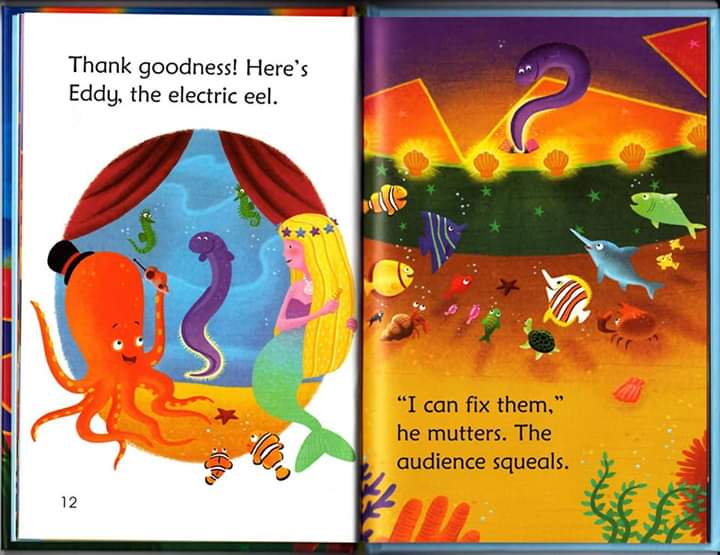 Thank goodness! Here's
Eddy, the electric eel.
12
"I can fix them,"
he mutters. The
audience squeals.